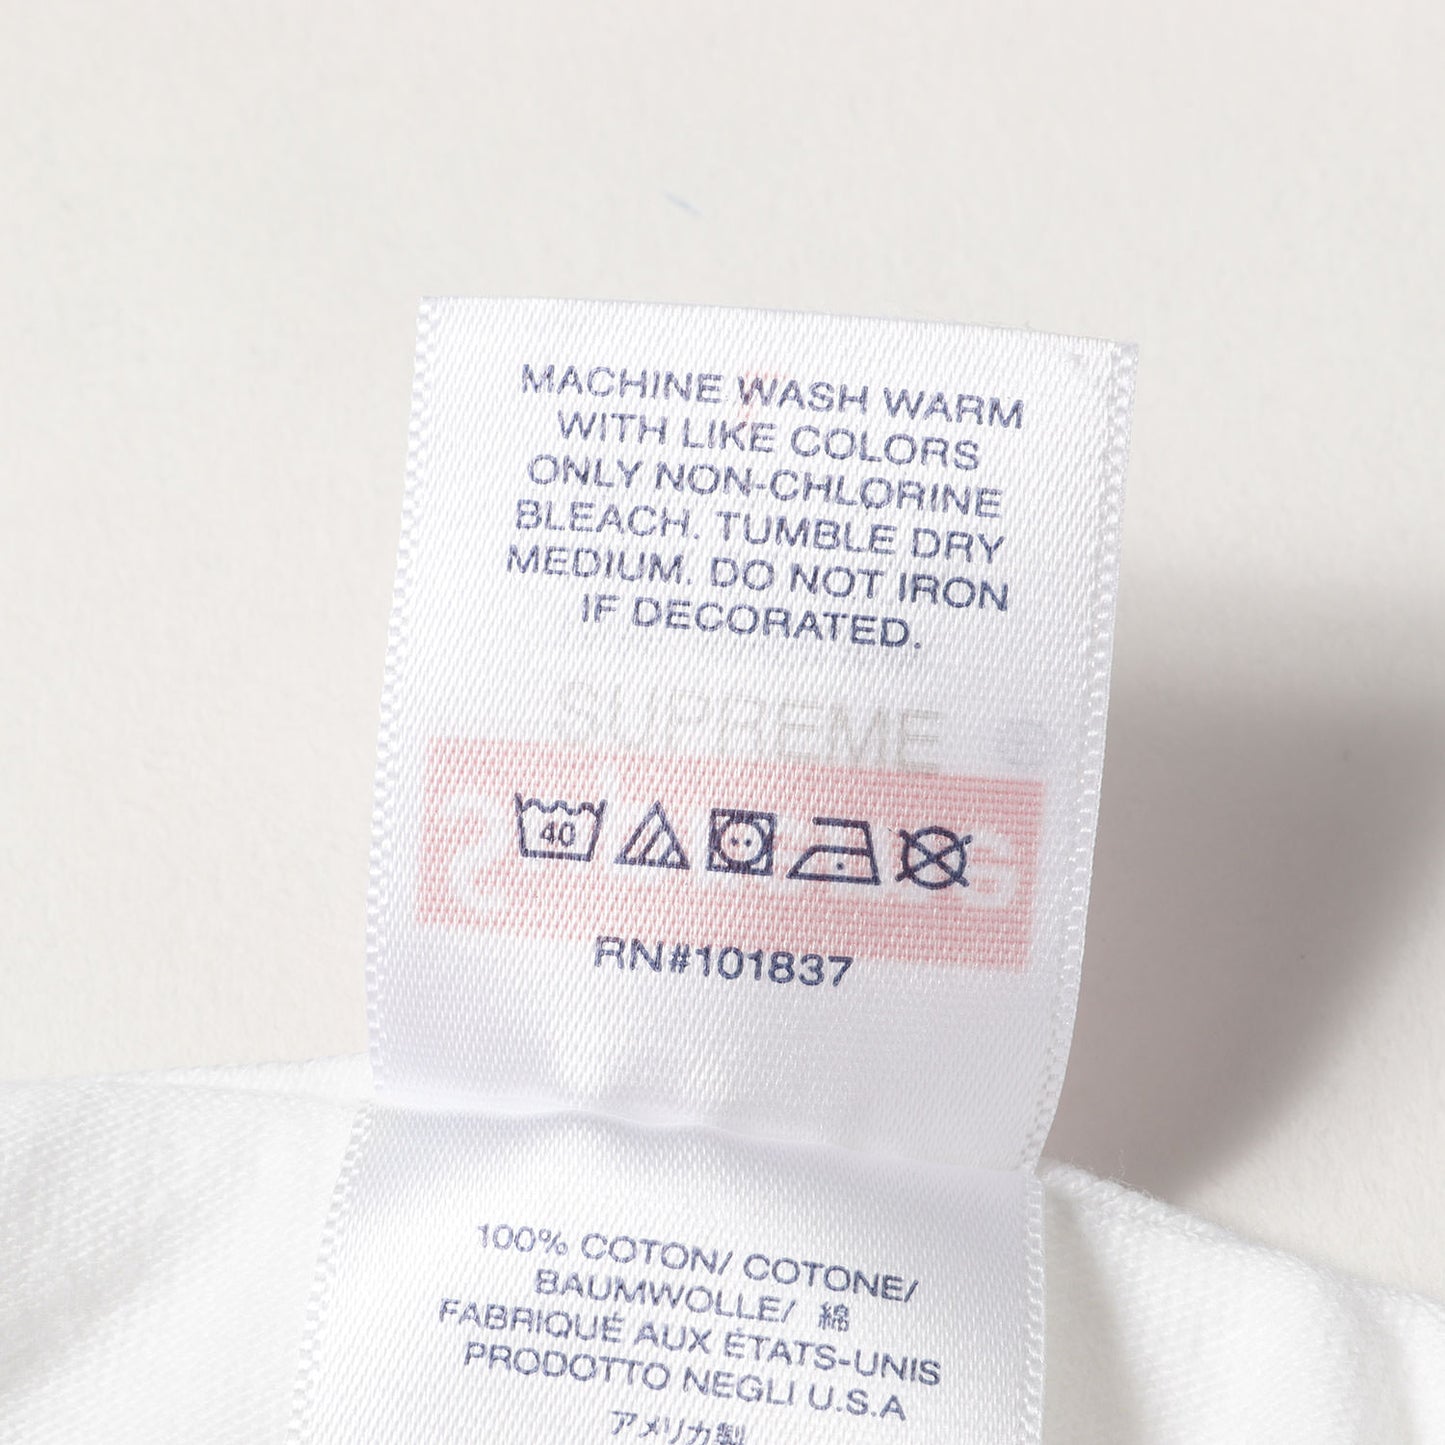 MACHINE WASH WARM
WITH LIKE COLORS
ONLY NON-CHLORINE
BLEACH. TUMBLE DRY
MEDIUM. DO NOT IRON
IF DECORATED.
SUPREME
40
RN#101837
100% COTON/ COTONE/
BAUMWOLLE/ 綿
FABRIQUÉ AUX ÉTATS-UNIS
PRODOTTO NEGLI U.S.A
アメリカ製